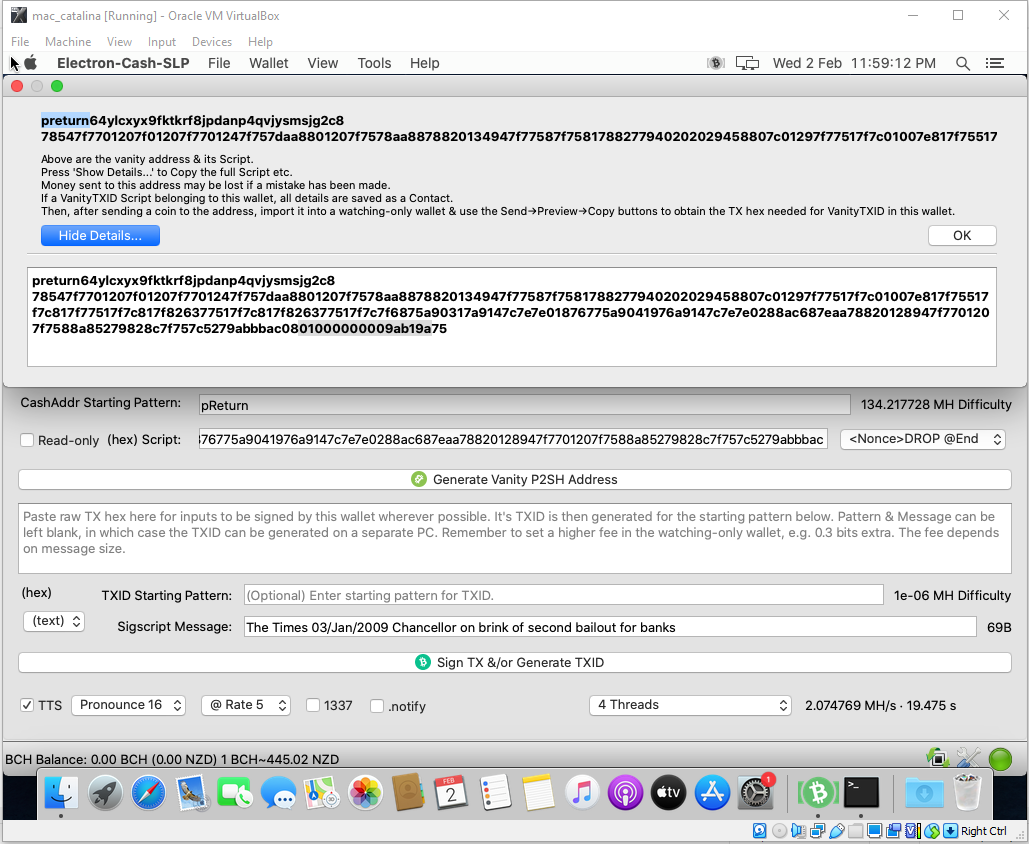 mac_catalina [Running] - Oracle VM VirtualBox
File Machine View Input Devices Help
Electron-Cash-SLP File Wallet View Tools Help Wed 2 Feb 11:59:12 PM
preturn64ylcxyx9fktkrf8jpdanp4qvjysmsjg2c8
78547f7701207f01207f7701247f757daa8801207f7578aa8878820134947f77587f758178827794020202945880​7c01297f77517f7c01007e817f75517
Above are the vanity address & its Script.
Press 'Show Details...' to Copy the full Script etc.
Money sent to this address may be lost if a mistake has been made.
If a VanityTXID Script belonging to this wallet, all details are saved as a Contact.
Then, after sending a coin to the address, import it into a watching-only wallet & use the Send→Preview→Copy buttons to obtain the TX hex needed for VanityTXID in this wallet.
Hide Details... OK
preturn64ylcxyx9fktkrf8jpdanp4qvjysmsjg2c8
78547f7701207f01207f7701247f757daa8801207f7578aa8878820134947f77587f7581788277940202029458807c01297f77517f7c01007e817f75517
f7c817f77517f7c817f826377517f7c817f826377517f7c7f6875a90317a9147c7e7e01876775a9041976a9147c7e7e0288ac687eaa78820128947f770120
7f7588a85279828c7f757c5279abbbac0801000000009ab19a75
CashAddr Starting Pattern: pReturn 134.217728 MH Difficulty
Read-only (hex) Script: 376775a9041976a9147c7e7e0288ac687eaa78820128947f7701207f7588a85279828c7f757c5279abbbac <Nonce>DROP @End
Generate Vanity P2SH Address
Paste raw TX hex here for inputs to be signed by this wallet wherever possible. It's TXID is then generated for the starting pattern below. Pattern & Message can be
left blank, in which case the TXID can be generated on a separate PC. Remember to set a higher fee in the watching-only wallet, e.g. 0.3 bits extra. The fee depends
on message size.
(hex) TXID Starting Pattern: (Optional) Enter starting pattern for TXID. 1e-06 MH Difficulty
(text) Sigscript Message: The Times 03/Jan/2009 Chancellor on brink of second bailout for banks 69B
Sign TX &/or Generate TXID
TTS Pronounce 16 @ Rate 5 1337 .notify 4 Threads 2.074769 MH/s · 19.475 s
BCH Balance: 0.00 BCH (0.00 NZD) 1 BCH~445.02 NZD
FEB
2
tv
1
Right Ctrl